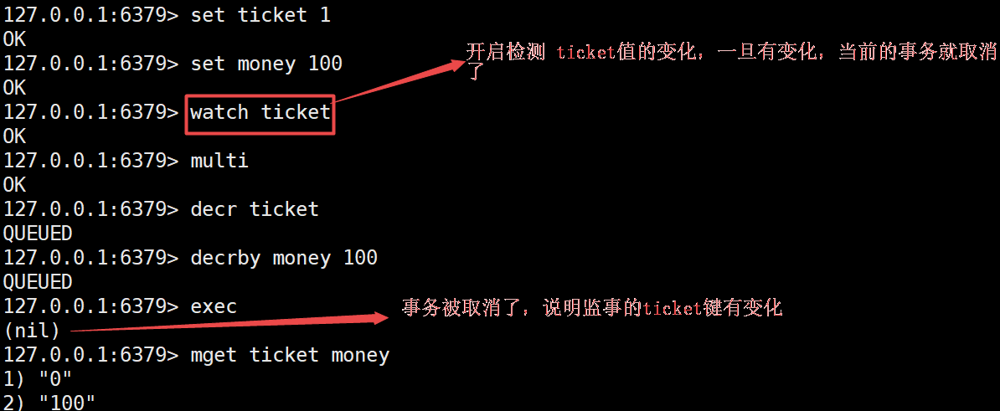 127.0.0.1:6379> set ticket 1
OK
开启检测 ticket值的变化，一旦有变化，当前的事务就取消
了
127.0.0.1:6379> set money 100
OK
127.0.0.1:6379> watch ticket
OK
127.0.0.1:6379> multi
OK
127.0.0.1:6379> decr ticket
QUEUED
127.0.0.1:6379> decrby money 100
QUEUED
127.0.0.1:6379> exec
事务被取消了，说明监事的ticket键有变化
(nil)
127.0.0.1:6379> mget ticket money
1) "0"
2) "100"